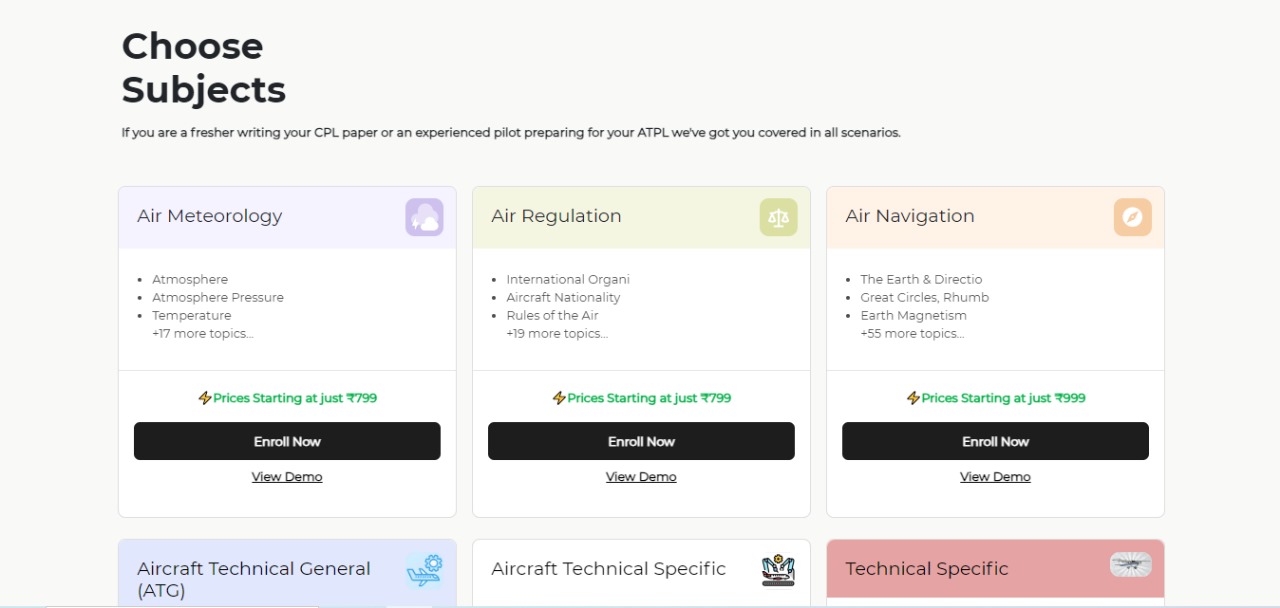 Choose
Subjects
If you are a fresher writing your CPL paper or an experienced pilot preparing for your ATPL we've got you covered in all scenarios.
Air Meteorology
Atmosphere
Atmosphere Pressure
Temperature
+17 more topics...
Prices Starting at just ₹799
Enroll Now
View Demo
Air Regulation
International Organi
Aircraft Nationality
Rules of the Air
+19 more topics...
Prices Starting at just ₹799
Enroll Now
View Demo
Air Navigation
The Earth & Directio
Great Circles, Rhumb
Earth Magnetism
+55 more topics...
Prices Starting at just ₹999
Enroll Now
View Demo
Aircraft Technical General
(ATG)
Aircraft Technical Specific
Technical Specific